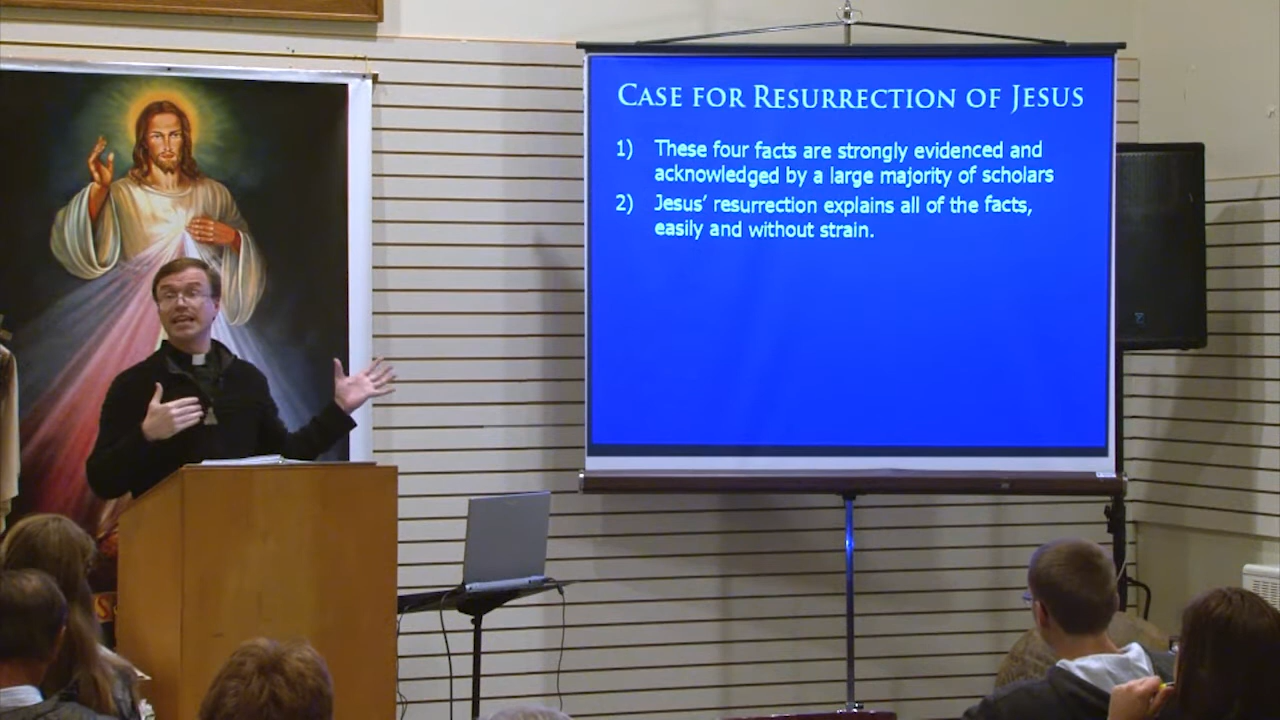 CASE FOR RESURRECTION OF JESUS
1) These four facts are strongly evidenced and
acknowledged by a large majority of scholars
2) Jesus' resurrection explains all of the facts,
easily and without strain.